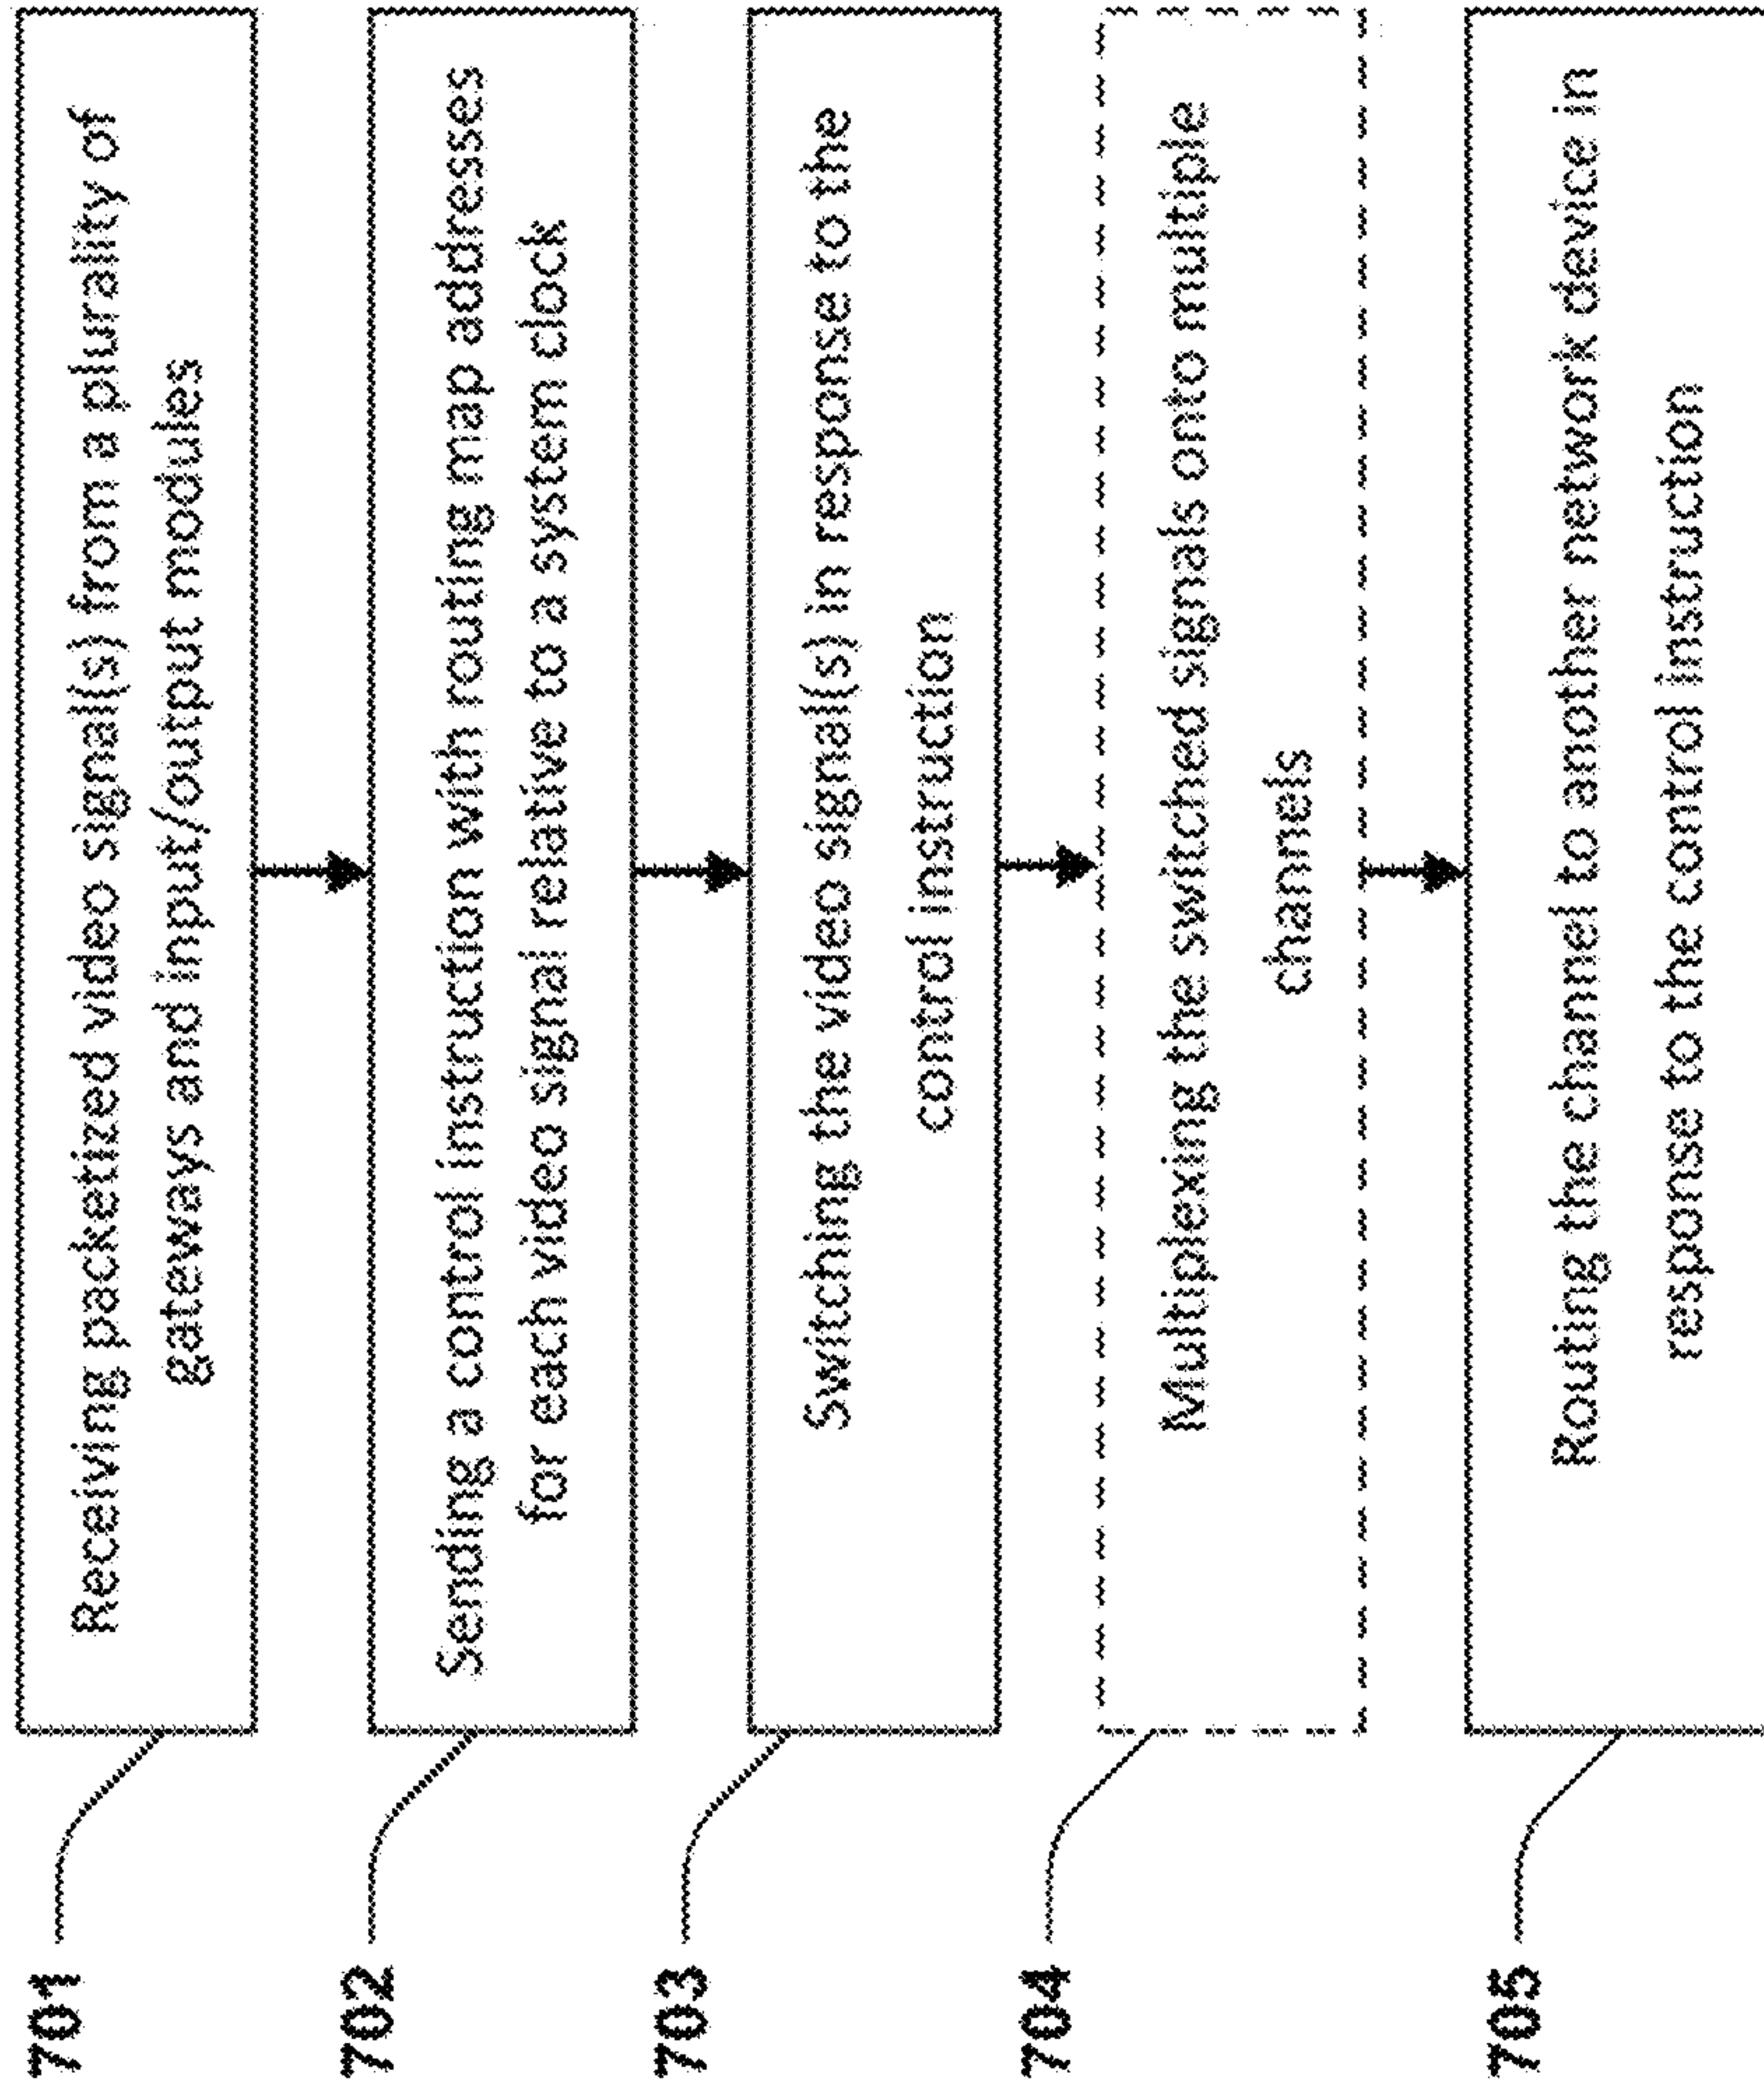 701
Receiving packetized video signal(s) from a plurality of
gateways and input/output modules
702
Sending a control instruction with routing map addresses
for each video signal relative to a system clock
703
Switching the video signal(s) in response to the
control instruction
704
Multiplexing the switched signals onto multiple
channels
705
Routing the channel to another network device in
response to the control instruction